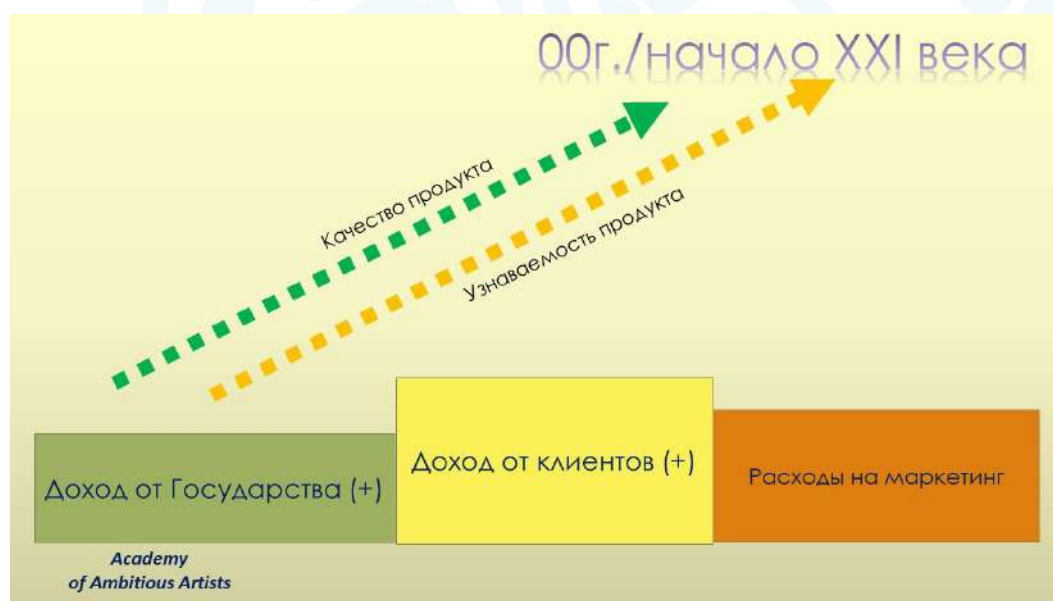 00г./начало XXI века
Качество продукта
Узнаваемость продукта
Доход от Государства (+)
Доход от клиентов (+)
Расходы на маркетинг
Academy
of Ambitious Artists